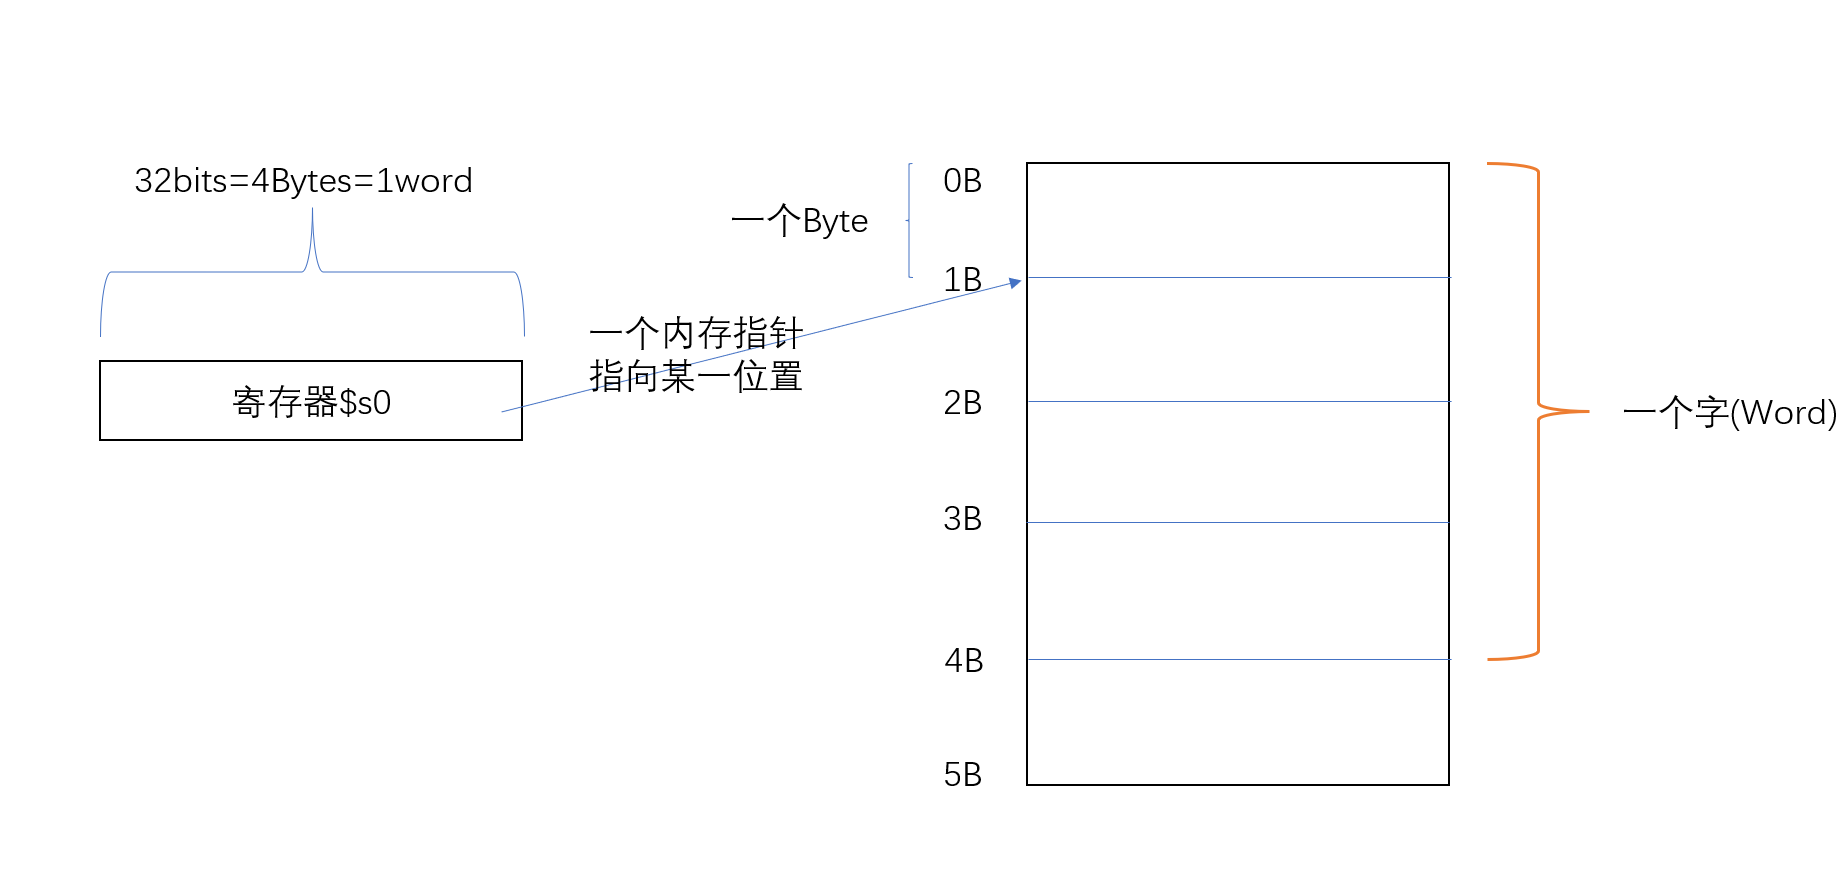 32bits=4Bytes=1word
寄存器$s0
一个内存指针
指向某一位置
一个Byte
0B
1B
2B
3B
4B
5B
一个字(Word)